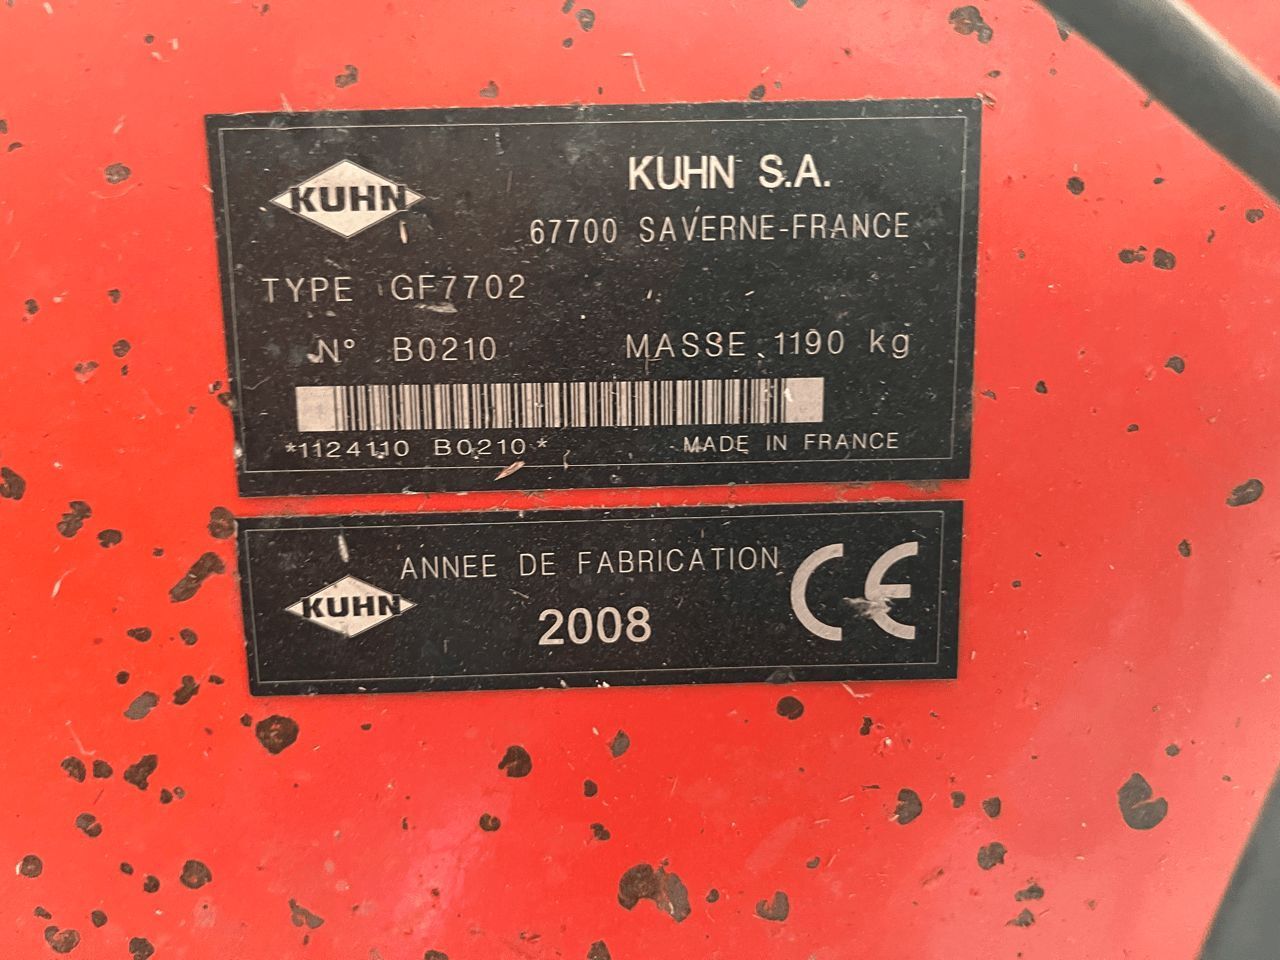 KUHN
KUHN S.A.
67700 SAVERNE-FRANCE
TYPE GF7702
N° B0210 MASSE 1190 kg
*1124110 B0210* MADE IN FRANCE
KUHN
ANNEE DE FABRICATION
2008
CE